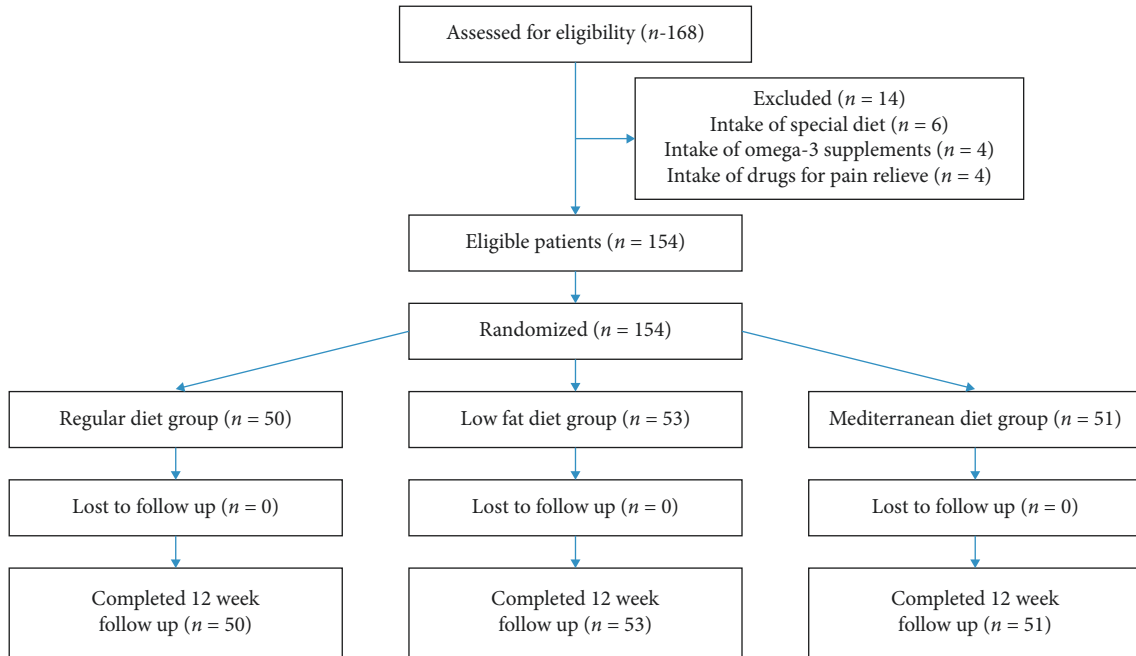 Assessed for eligibility (n-168)
Excluded (n = 14)
Intake of special diet (n = 6)
Intake of omega-3 supplements (n = 4)
Intake of drugs for pain relieve (n = 4)
Eligible patients (n = 154)
Randomized (n = 154)
Regular diet group (n = 50)
Low fat diet group (n = 53)
Mediterranean diet group (n = 51)
Lost to follow up (n = 0)
Lost to follow up (n = 0)
Lost to follow up (n = 0)
Completed 12 week
follow up (n = 50)
Completed 12 week
follow up (n = 53)
Completed 12 week
follow up (n = 51)